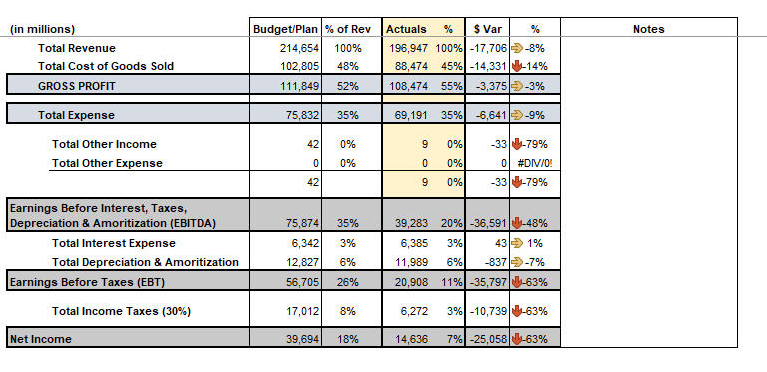 (in millions) Budget/Plan % of Rev Actuals % $ Var % Notes
Total Revenue 214,654 100% 196,947 100% -17,706 -8%
Total Cost of Goods Sold 102,805 48% 88,474 45% -14,331 -14%
GROSS PROFIT 111,849 52% 108,474 55% -3,375 -3%
Total Expense 75,832 35% 69,191 35% -6,641 -9%
Total Other Income 42 0% 9 0% -33 -79%
Total Other Expense 0 0% 0 0% 0 #DIV/0!
42 9 0% -33 -79%
Earnings Before Interest, Taxes,
Depreciation & Amoritization (EBITDA) 75,874 35% 39,283 20% -36,591 -48%
Total Interest Expense 6,342 3% 6,385 3% 43 1%
Total Depreciation & Amoritization 12,827 6% 11,989 6% -837 -7%
Earnings Before Taxes (EBT) 56,705 26% 20,908 11% -35,797 -63%
Total Income Taxes (30%) 17,012 8% 6,272 3% -10,739 -63%
Net Income 39,694 18% 14,636 7% -25,058 -63%